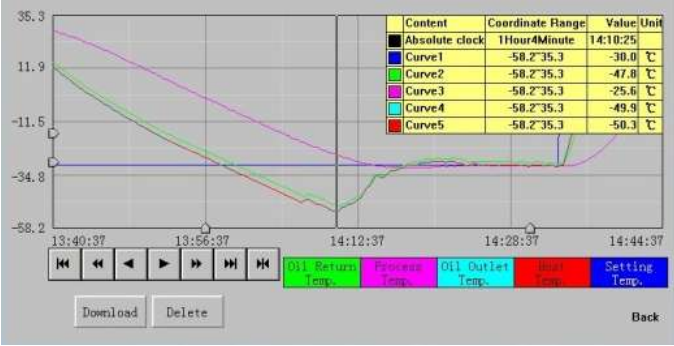 35.3
Content Coordinate Range Value Unit
Absolute clock 1Hour4Minute 14:10:25
Curve1 -58.2~35.3 -30.0 ℃
11.9
Curve2 -58.2~35.3 -47.8 ℃
Curve3 -58.2~35.3 -25.6 ℃
Curve4 -58.2~35.3 -49.9 ℃
-11.5
Curve5 -58.2~35.3 -50.3 ℃
-34.8
-58.2
13:40:37 13:56:37 14:12:37 14:28:37 14:44:37
Oil Return Process Oil Outlet Host Setting
Temp. Temp. Temp. Temp. Temp.
Download Delete
Back